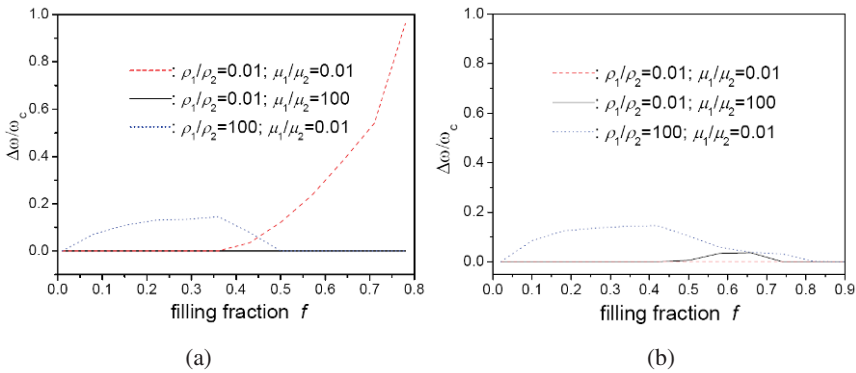 1.0
0.8
0.6
0.4
0.2
0.0
Δω/ω_c
: ρ₁/ρ₂=0.01; μ₁/μ₂=0.01
: ρ₁/ρ₂=0.01; μ₁/μ₂=100
: ρ₁/ρ₂=100; μ₁/μ₂=0.01
0.0 0.1 0.2 0.3 0.4 0.5 0.6 0.7 0.8
filling fraction f
(a)
1.0
0.8
0.6
0.4
0.2
0.0
Δω/ω_c
: ρ₁/ρ₂=0.01; μ₁/μ₂=0.01
: ρ₁/ρ₂=0.01; μ₁/μ₂=100
: ρ₁/ρ₂=100; μ₁/μ₂=0.01
0.0 0.1 0.2 0.3 0.4 0.5 0.6 0.7 0.8 0.9
filling fraction f
(b)